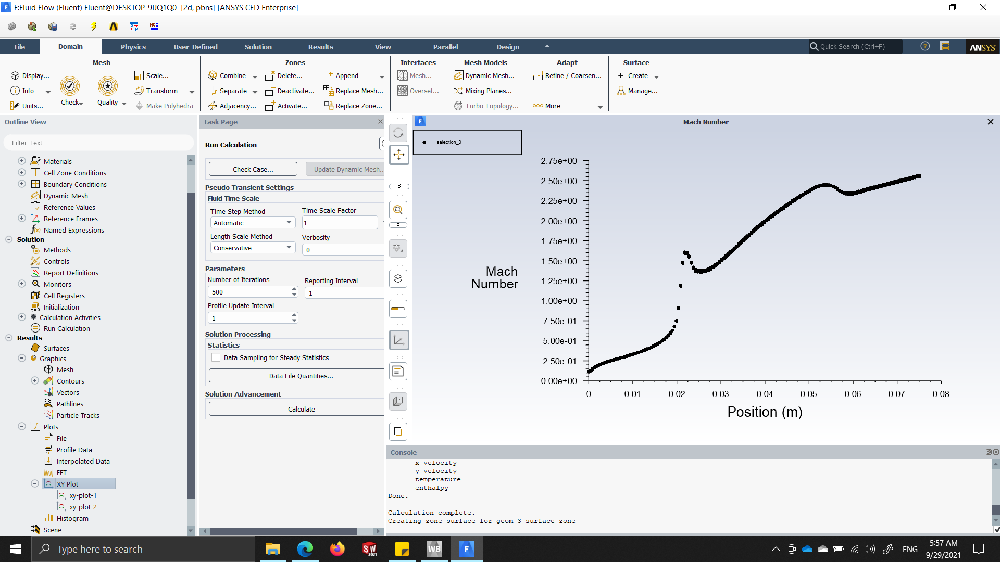 F:Fluid Flow (Fluent) Fluent@DESKTOP-9IJQ1Q0 [2d, pbns] [ANSYS CFD Enterprise]
File Domain Physics User-Defined Solution Results View Parallel Design Quick Search (Ctrl+F) ANSYS
Mesh
Display...
Info
Units...
Check
Quality
Scale...
Transform
Make Polyhedra
Zones
Combine
Separate
Adjacency...
Delete...
Deactivate...
Activate...
Append
Replace Mesh...
Replace Zone...
Interfaces
Mesh...
Overset...
Mesh Models
Dynamic Mesh...
Mixing Planes...
Turbo Topology...
Adapt
Refine / Coarsen...
More
Surface
Create
Manage...
Outline View
Filter Text
Materials
Cell Zone Conditions
Boundary Conditions
Dynamic Mesh
Reference Values
Reference Frames
Named Expressions
Solution
Methods
Controls
Report Definitions
Monitors
Cell Registers
Initialization
Calculation Activities
Run Calculation
Results
Surfaces
Graphics
Mesh
Contours
Vectors
Pathlines
Particle Tracks
Plots
File
Profile Data
Interpolated Data
FFT
XY Plot
xy-plot-1
xy-plot-2
Histogram
Scene
Task Page
Run Calculation
Check Case...
Update Dynamic Mesh..
Pseudo Transient Settings
Fluid Time Scale
Time Step Method
Time Scale Factor
Automatic
1
Length Scale Method
Verbosity
Conservative
0
Parameters
Number of Iterations
Reporting Interval
500
1
Profile Update Interval
1
Solution Processing
Statistics
Data Sampling for Steady Statistics
Data File Quantities...
Solution Advancement
Calculate
Mach Number
selection_3
2.75e+00
2.50e+00
2.25e+00
2.00e+00
1.75e+00
1.50e+00
1.25e+00
1.00e+00
7.50e-01
5.00e-01
2.50e-01
0.00e+00
Mach
Number
0 0.01 0.02 0.03 0.04 0.05 0.06 0.07 0.08
Position (m)
Console
x-velocity
y-velocity
temperature
enthalpy
Done.
Calculation complete.
Creating zone surface for geom-3_surface zone
Type here to search
SW
2021
WB
F
ENG
5:57 AM
9/29/2021